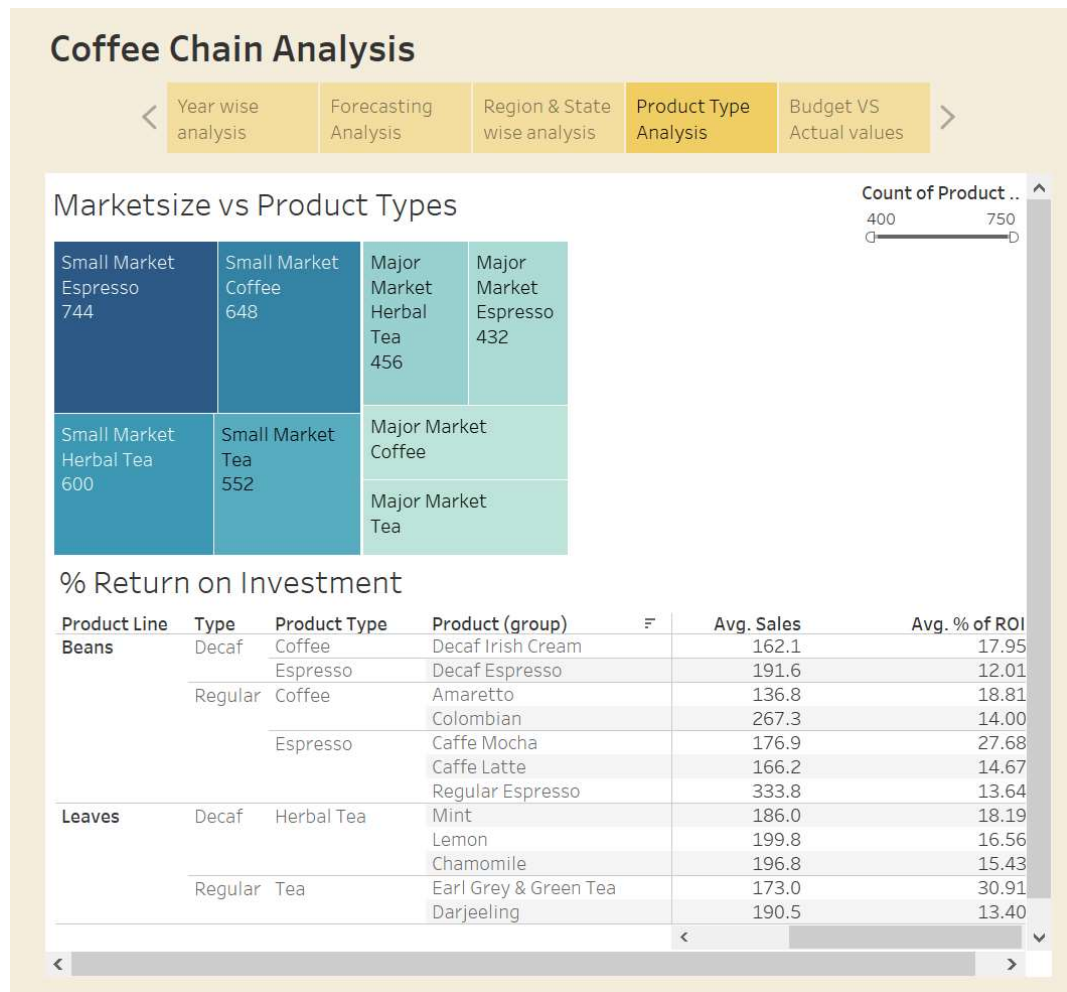 Coffee Chain Analysis
Year wise
analysis
Forecasting
Analysis
Region & State
wise analysis
Product Type
Analysis
Budget VS
Actual values
Marketsize vs Product Types
Count of Product ..
400 750
Small Market
Espresso
744
Small Market
Coffee
648
Major
Market
Herbal
Tea
456
Major
Market
Espresso
432
Small Market
Herbal Tea
600
Small Market
Tea
552
Major Market
Coffee
Major Market
Tea
% Return on Investment
Product Line Type Product Type Product (group) Avg. Sales Avg. % of ROI
Beans Decaf Coffee Decaf Irish Cream 162.1 17.95
Espresso Decaf Espresso 191.6 12.01
Regular Coffee Amaretto 136.8 18.81
Colombian 267.3 14.00
Espresso Caffe Mocha 176.9 27.68
Caffe Latte 166.2 14.67
Regular Espresso 333.8 13.64
Leaves Decaf Herbal Tea Mint 186.0 18.19
Lemon 199.8 16.56
Chamomile 196.8 15.43
Regular Tea Earl Grey & Green Tea 173.0 30.91
Darjeeling 190.5 13.40